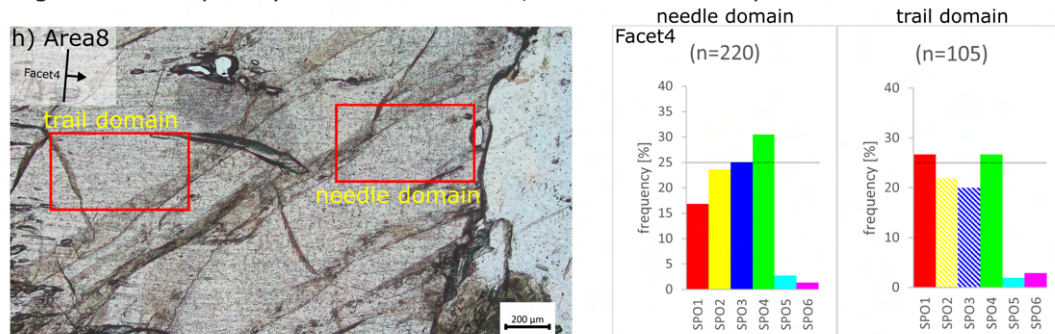 h) Area8
Facet4
trail domain
needle domain
200 µm
needle domain
trail domain
Facet4
(n=220)
(n=105)
frequency [%]
40
35
30
25
20
15
10
5
0
SPO1
SPO2
SPO3
SPO4
SPO5
SPO6
frequency [%]
40
30
25
20
10
0
SPO1
SPO2
SPO3
SPO4
SPO5
SPO6